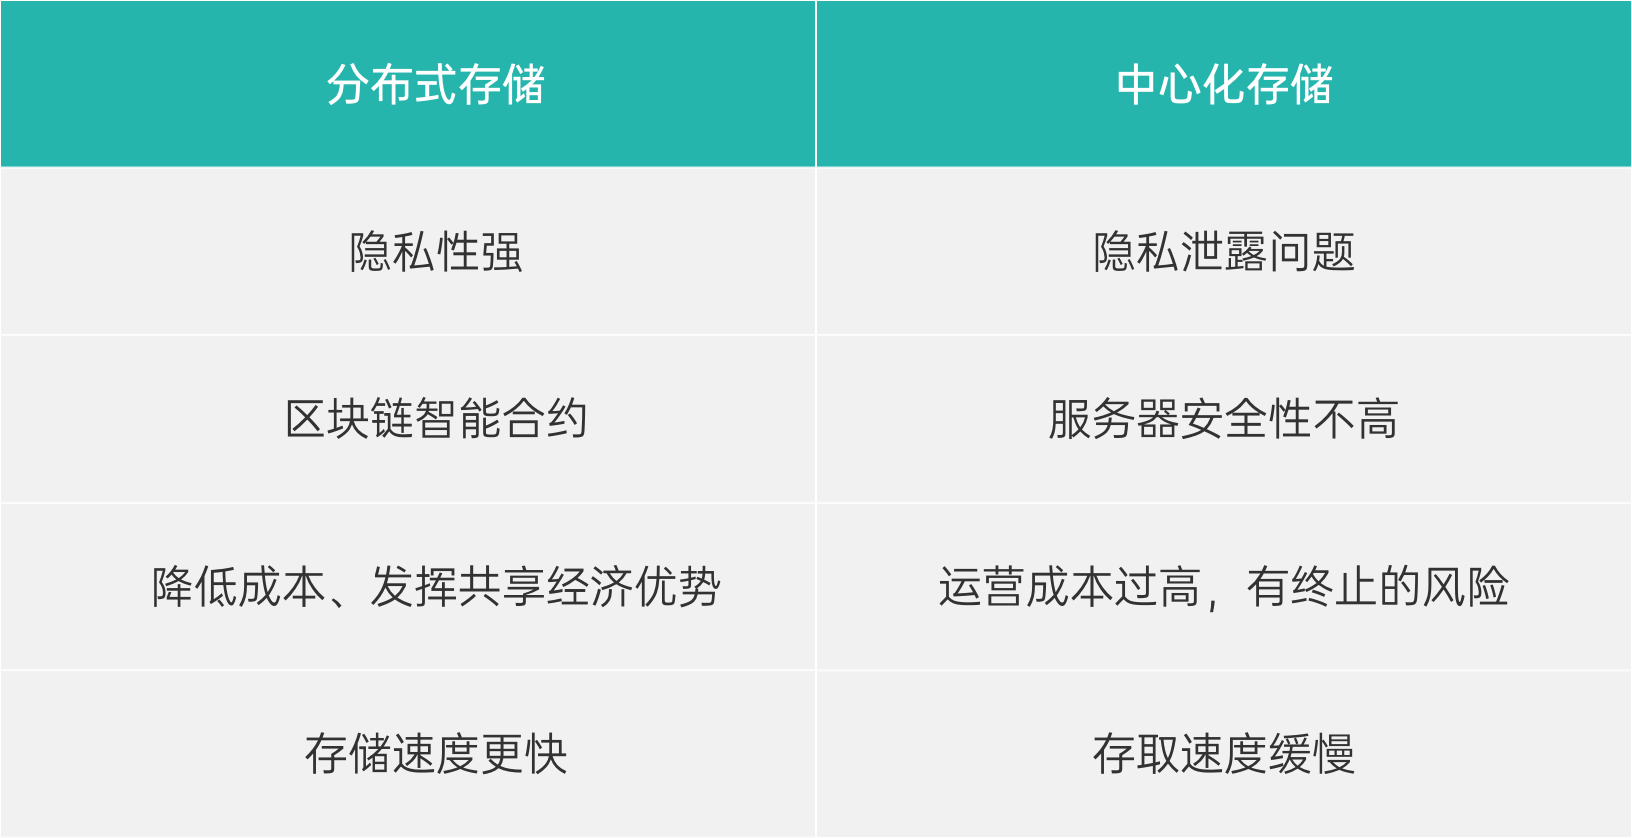 分布式存储
中心化存储
隐私性强
隐私泄露问题
区块链智能合约
服务器安全性不高
降低成本、发挥共享经济优势
运营成本过高，有终止的风险
存储速度更快
存取速度缓慢